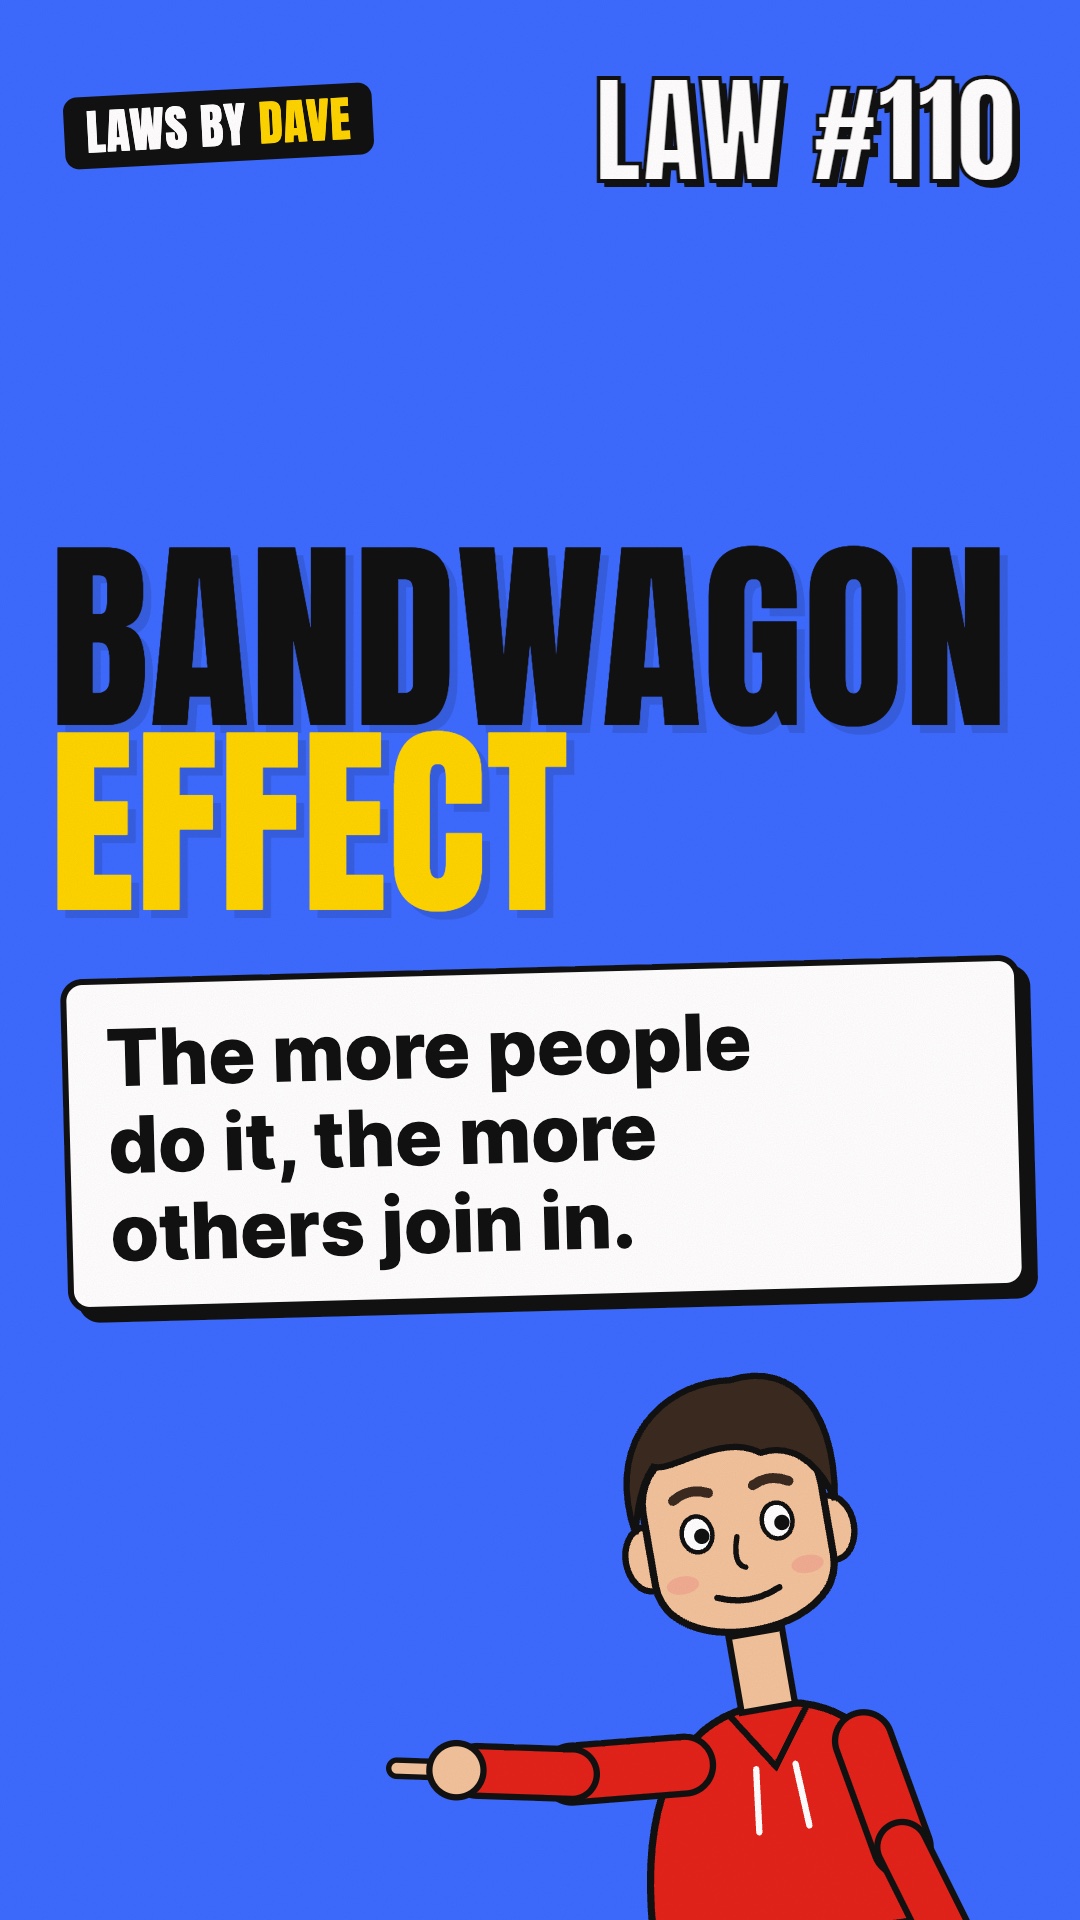 LAWS BY DAVE
LAW #110
BANDWAGON
EFFECT
The more people
do it, the more
others join in.